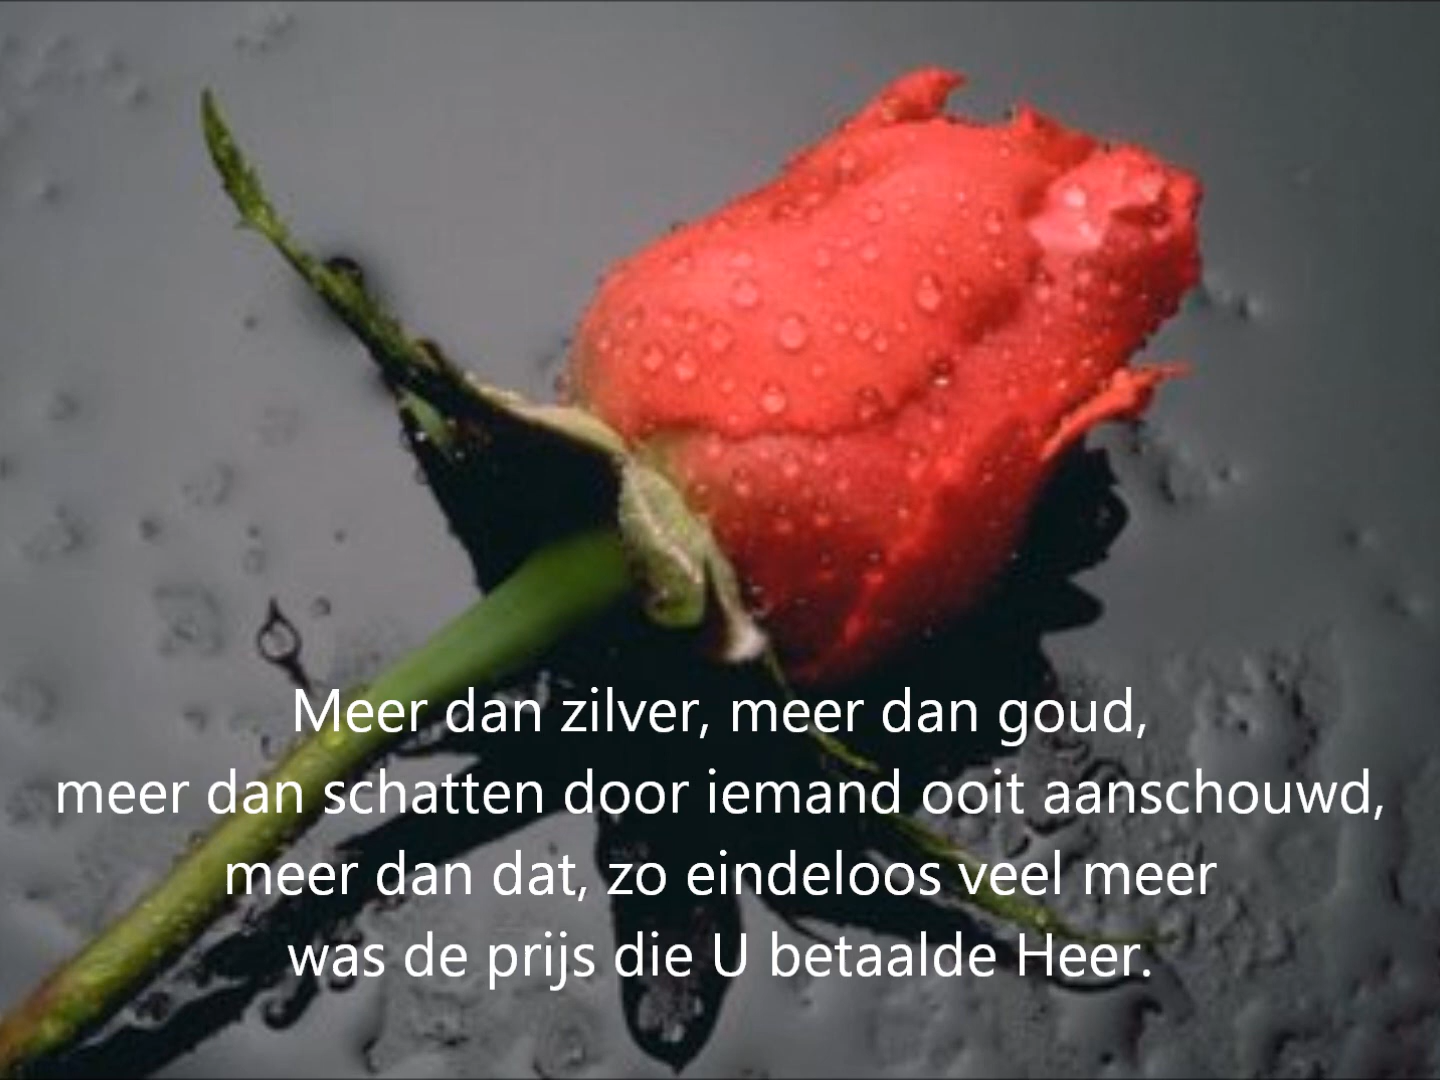 Meer dan zilver, meer dan goud,
meer dan schatten door iemand ooit aanschouwd,
meer dan dat, zo eindeloos veel meer
was de prijs die U betaalde Heer.